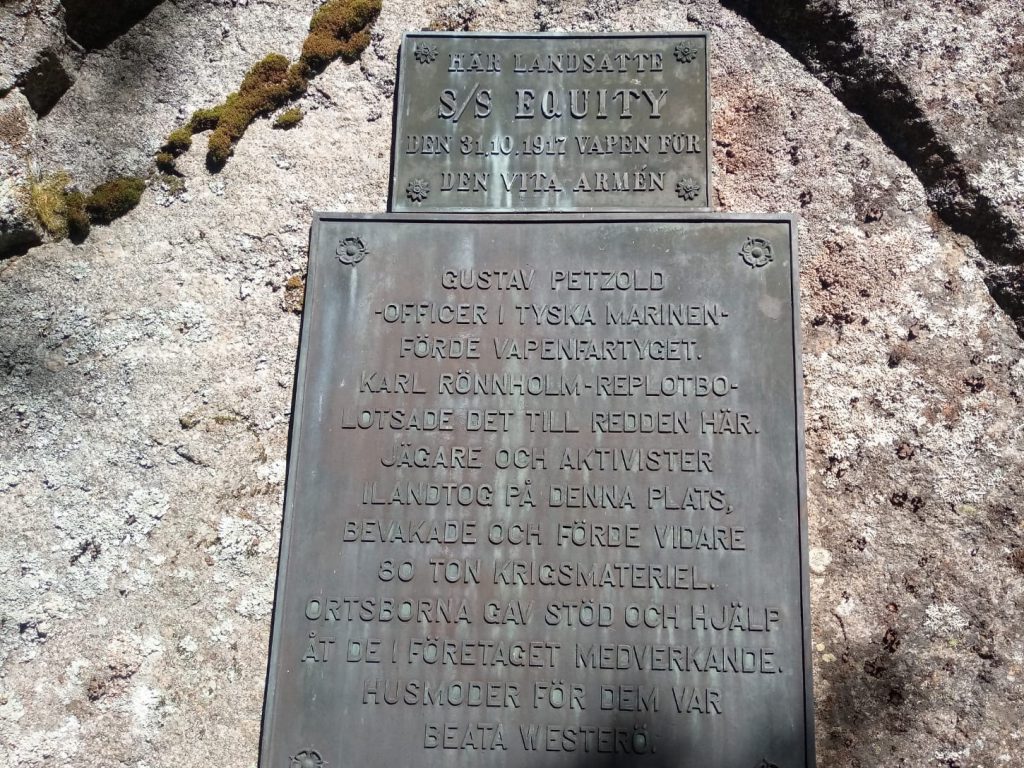 HÄR LANDSATTE
S/S EQUITY
DEN 31.10.1917 VAPEN FÖR
DEN VITA ARMÉN
GUSTAV PETZOLD
-OFFICER I TYSKA MARINEN-
FÖRDE VAPENFARTYGET.
KARL RÖNNHOLM-REPLOTBO-
LOTSADE DET TILL REDDEN HÄR.
JÄGARE OCH AKTIVISTER
ILANDTOG PÅ DENNA PLATS,
BEVAKADE OCH FÖRDE VIDARE
80 TON KRIGSMATERIEL.
ORTSBORNA GAV STÖD OCH HJÄLP
ÅT DE I FÖRETAGET MEDVERKANDE.
HUSMODER FÖR DEM VAR
BEATA WESTERÖ.